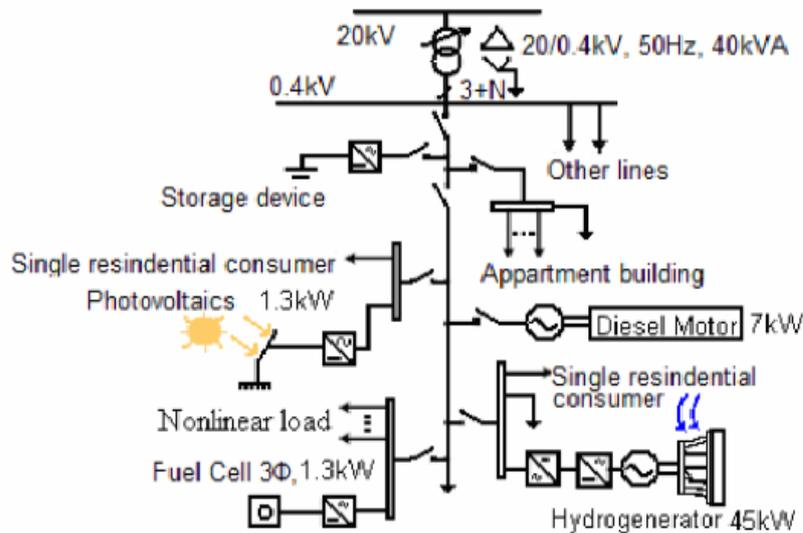 20kV
20/0.4kV, 50Hz, 40kVA
0.4kV
3+N
Other lines
Storage device
Single resindential consumer
Appartment building
Photovoltaics 1.3kW
Diesel Motor 7kW
Single resindential
consumer
Nonlinear load
Fuel Cell 3Φ, 1.3kW
Hydrogenerator 45kW